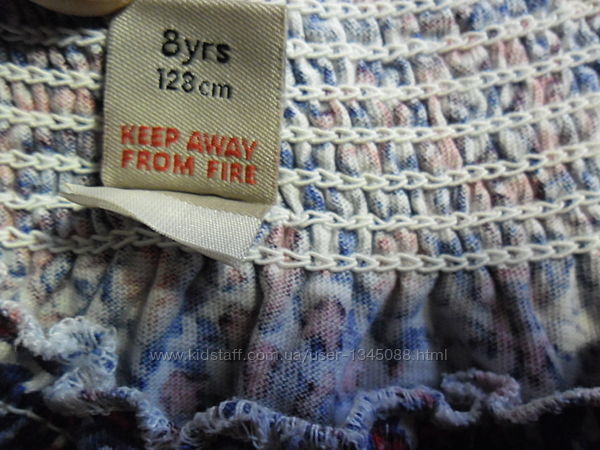 8yrs
128cm
KEEP AWAY
FROM FIRE
www.kidstaff.com.ua/user-1345088.html